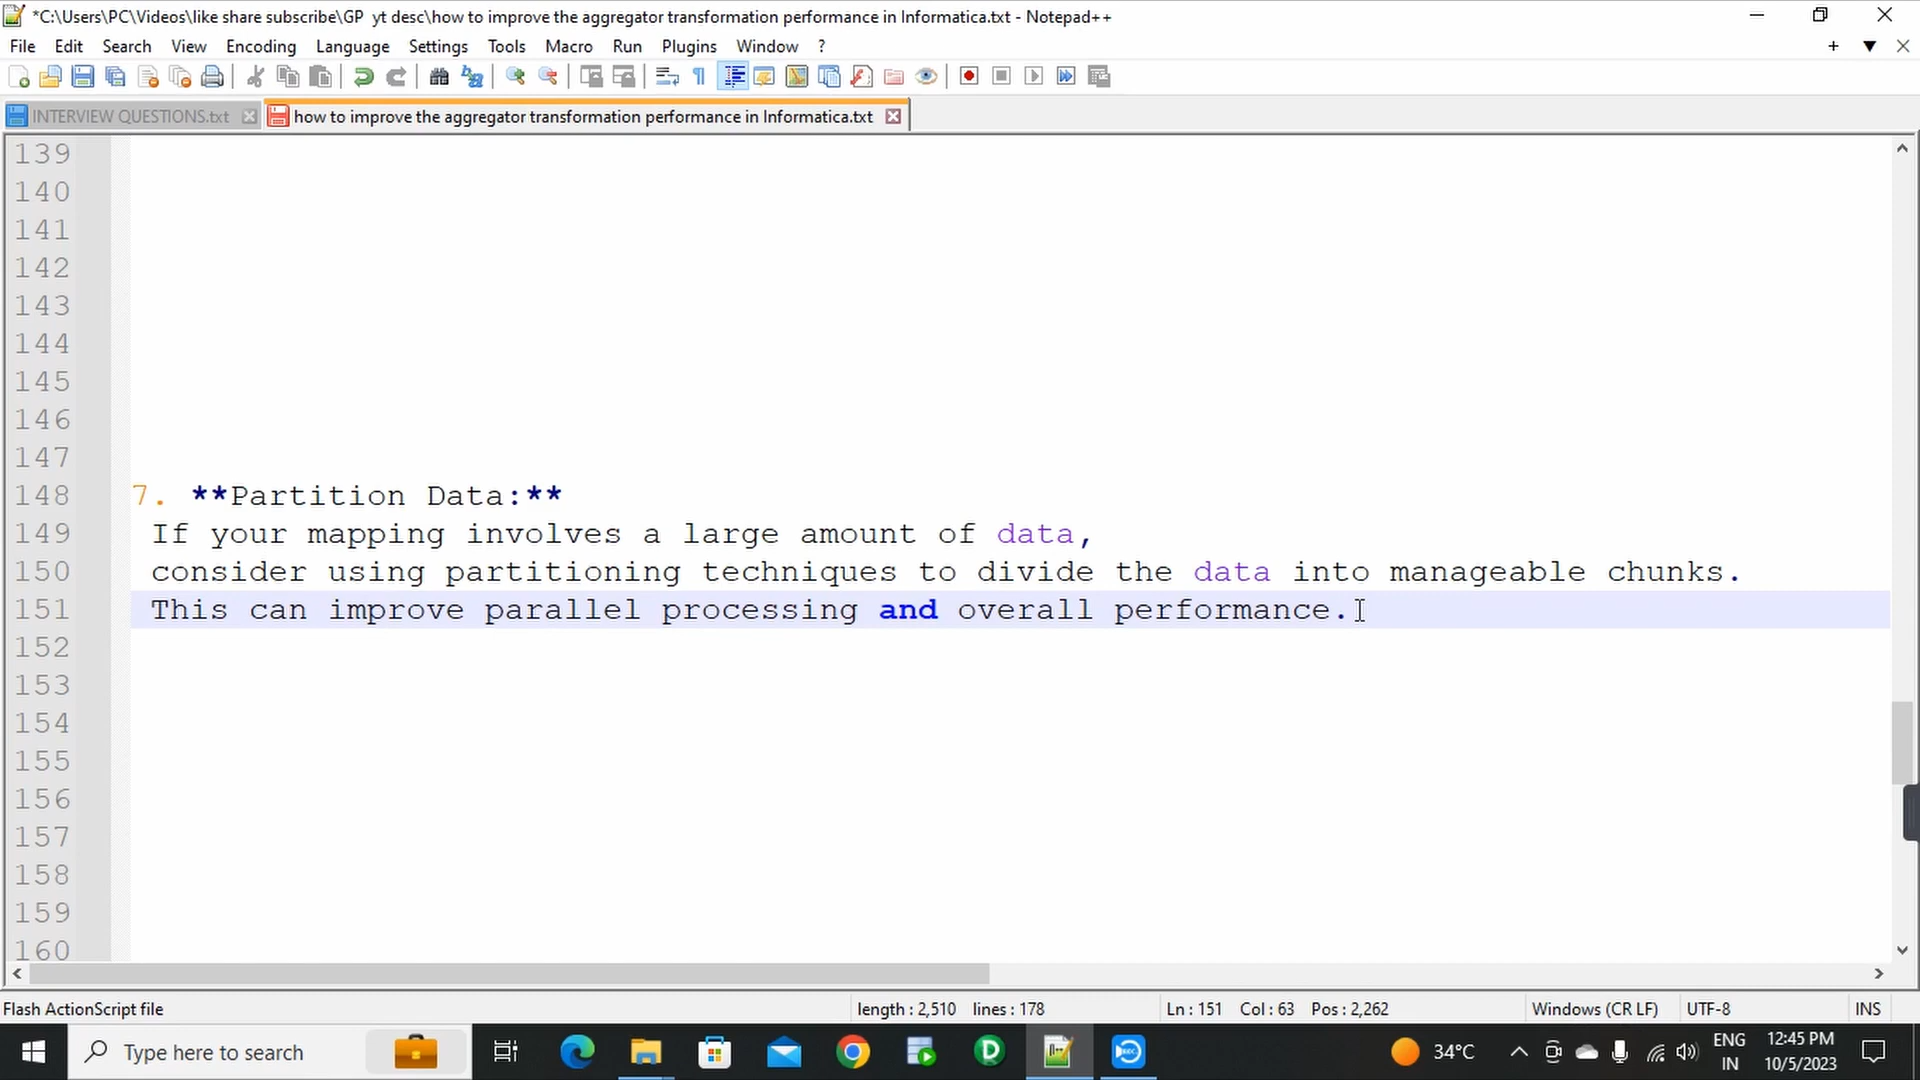 *C:\Users\PC\Videos\like share subscribe\GP yt desc\how to improve the aggregator transformation performance in Informatica.txt - Notepad++
File Edit Search View Encoding Language Settings Tools Macro Run Plugins Window ?
INTERVIEW QUESTIONS.txt how to improve the aggregator transformation performance in Informatica.txt
139
140
141
142
143
144
145
146
147
148 7. **Partition Data:**
149 If your mapping involves a large amount of data,
150 consider using partitioning techniques to divide the data into manageable chunks.
151 This can improve parallel processing and overall performance.
152
153
154
155
156
157
158
159
160
Flash ActionScript file length : 2,510 lines : 178 Ln : 151 Col : 63 Pos : 2,262 Windows (CR LF) UTF-8 INS
Type here to search 34°C ENG 12:45 PM
IN 10/5/2023